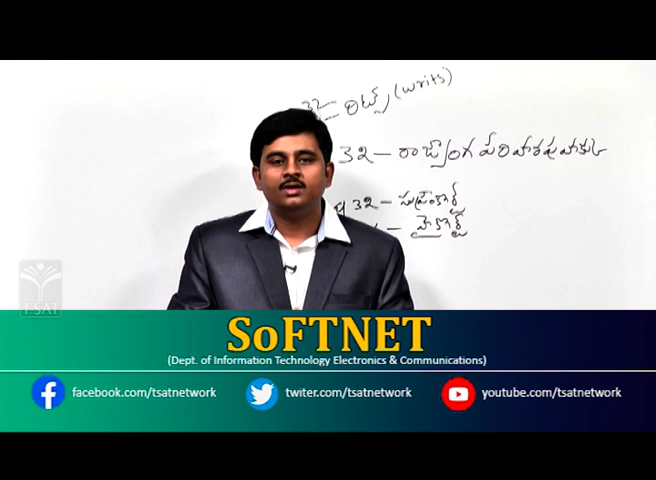 32 - రిట్స్ (writs)
32 - రాజ్యాంగ పరిహారపు హక్కు
32 - సుప్రీంకోర్ట్
- హైకోర్ట్
T-SAT
SoFTNET
(Dept. of Information Technology Electronics & Communications)
facebook.com/tsatnetwork
twiter.com/tsatnetwork
youtube.com/tsatnetwork